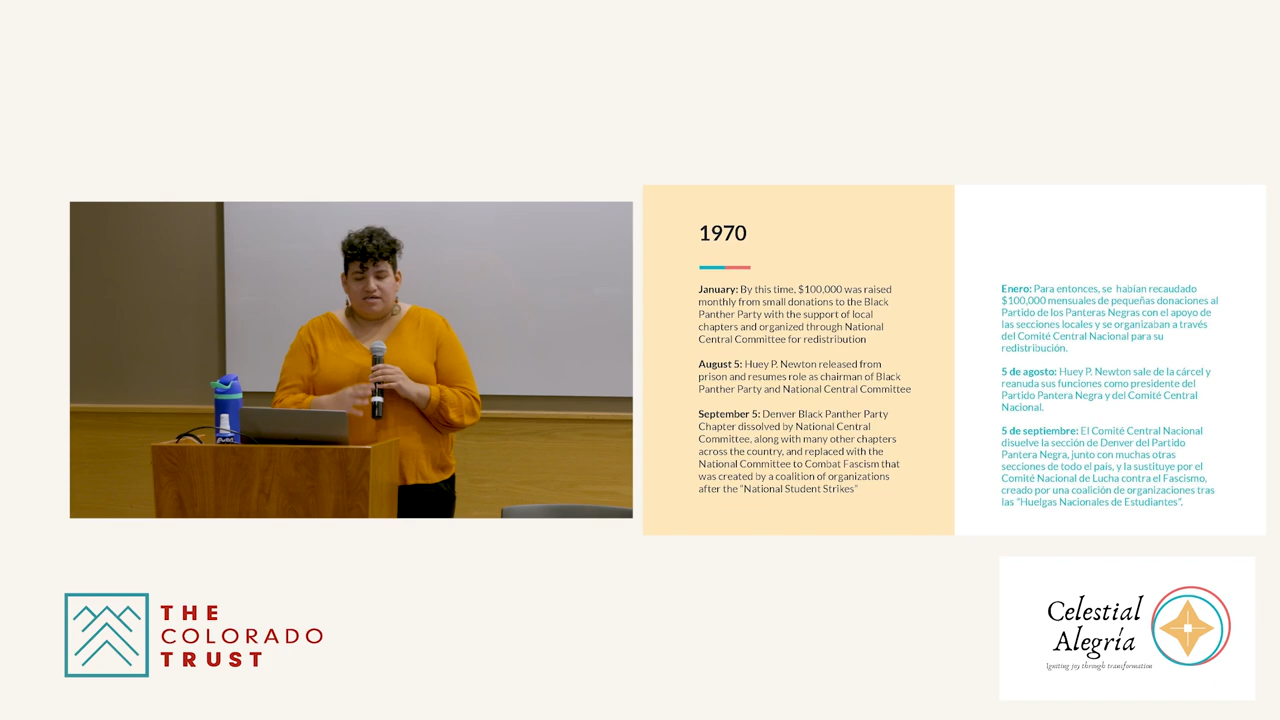 1970
January: By this time, $100,000 was raised
monthly from small donations to the Black
Panther Party with the support of local
chapters and organized through National
Central Committee for redistribution
August 5: Huey P. Newton released from
prison and resumes role as chairman of Black
Panther Party and National Central Committee
September 5: Denver Black Panther Party
Chapter dissolved by National Central
Committee, along with many other chapters
across the country, and replaced with the
National Committee to Combat Fascism that
was created by a coalition of organizations
after the "National Student Strikes"
Enero: Para entonces, se habían recaudado
$100,000 mensuales de pequeñas donaciones al
Partido de los Panteras Negras con el apoyo de
las secciones locales y se organizaban a través
del Comité Central Nacional para su
redistribución.
5 de agosto: Huey P. Newton sale de la cárcel y
reanuda sus funciones como presidente del
Partido Pantera Negra y del Comité Central
Nacional.
5 de septiembre: El Comité Central Nacional
disuelve la sección de Denver del Partido
Pantera Negra, junto con muchas otras
secciones de todo el país, y la sustituye por el
Comité Nacional de Lucha contra el Fascismo,
creado por una coalición de organizaciones tras
las "Huelgas Nacionales de Estudiantes".
THE
COLORADO
TRUST
Celestial
Alegría
Igniting joy through transformation